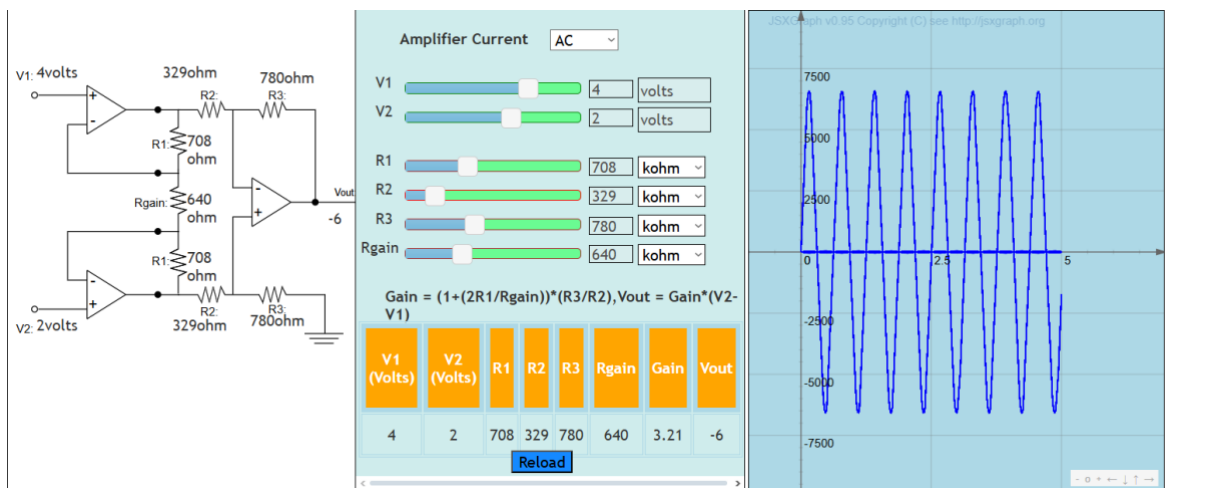 V1: 4volts
329ohm
R2:
780ohm
R3:
+
-
R1: 708
ohm
Rgain: 640
ohm
-
+
Vout
-6
R1: 708
ohm
-
+
V2: 2volts
R2:
329ohm
R3:
780ohm
Amplifier Current AC
V1 4 volts
V2 2 volts
R1 708 kohm
R2 329 kohm
R3 780 kohm
Rgain 640 kohm
Gain = (1+(2R1/Rgain))*(R3/R2),Vout = Gain*(V2-
V1)
V1 (Volts) V2 (Volts) R1 R2 R3 Rgain Gain Vout
4 2 708 329 780 640 3.21 -6
Reload
JSXGraph v0.95 Copyright (C) see http://jsxgraph.org
7500
5000
2500
0 2.5 5
-2500
-5000
-7500
- o + ← ↓ ↑ →